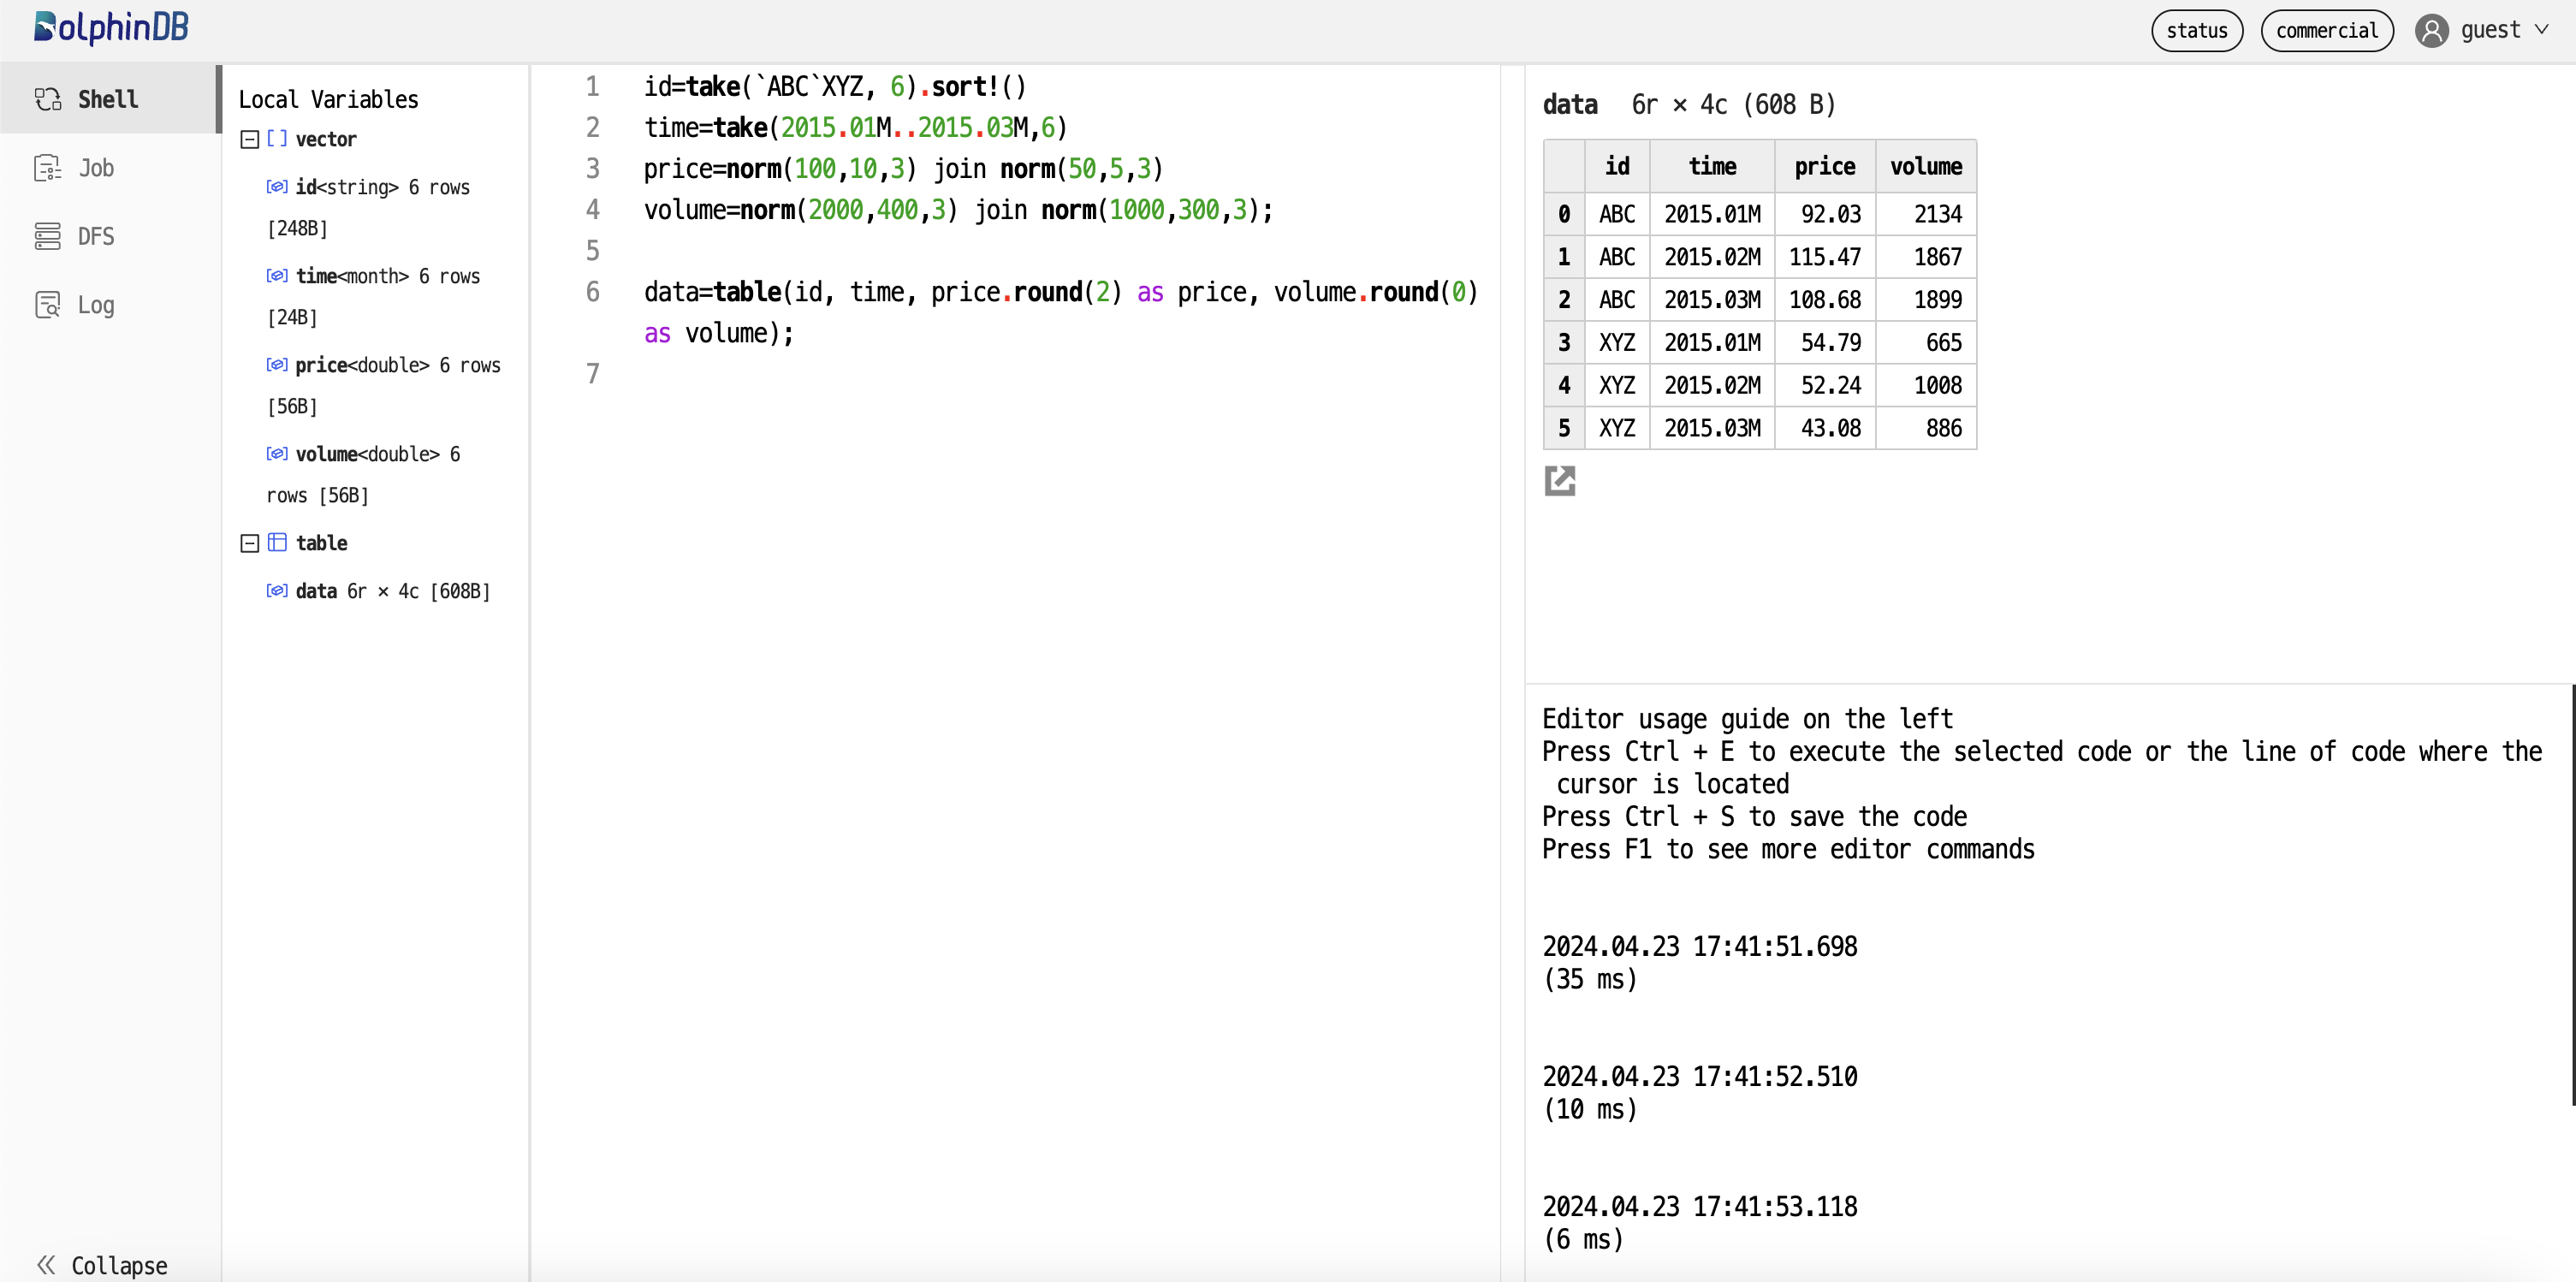 DolphinDB
status commercial guest
Shell
Job
DFS
Log
Collapse
Local Variables
vector
id<string> 6 rows
[248B]
time<month> 6 rows
[24B]
price<double> 6 rows
[56B]
volume<double> 6
rows [56B]
table
data 6r × 4c [608B]
1 id=take(`ABC`XYZ, 6).sort!()
2 time=take(2015.01M..2015.03M,6)
3 price=norm(100,10,3) join norm(50,5,3)
4 volume=norm(2000,400,3) join norm(1000,300,3);
5
6 data=table(id, time, price.round(2) as price, volume.round(0)
as volume);
7
data 6r × 4c (608 B)
id time price volume
0 ABC 2015.01M 92.03 2134
1 ABC 2015.02M 115.47 1867
2 ABC 2015.03M 108.68 1899
3 XYZ 2015.01M 54.79 665
4 XYZ 2015.02M 52.24 1008
5 XYZ 2015.03M 43.08 886
Editor usage guide on the left
Press Ctrl + E to execute the selected code or the line of code where the
cursor is located
Press Ctrl + S to save the code
Press F1 to see more editor commands
2024.04.23 17:41:51.698
(35 ms)
2024.04.23 17:41:52.510
(10 ms)
2024.04.23 17:41:53.118
(6 ms)